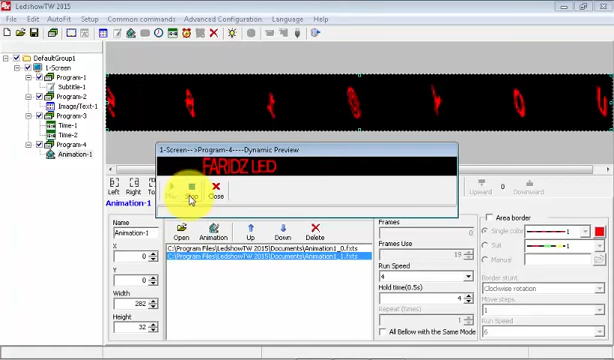 LedshowTW 2015
File Edit AutoFit Setup Common commands Advanced Configuration Language Help
DefaultGroup1
1-Screen
Program-1
Subtitle-1
Program-2
Image/Text-1
Program-3
Time-1
Time-2
Program-4
Animation-1
1-Screen-->Program-4----Dynamic Preview
FARIDZ LED
Play Stop Close
Left Right Upward Downward
Animation-1
Name
Animation-1
X
0
Y
0
Width
282
Height
32
Open Animation Up Down Delete
C:\Program Files\LedshowTW 2015\Documents\Animation1_0.fxts
C:\Program Files\LedshowTW 2015\Documents\Animation1_1.fxts
Frames
0
Frames Use
19
Run Speed
4
Hold time(0.5s)
4
Repeat (times)
1
All Bellow with the Same Mode
Area border
Single color 1
Suit 1
Manual
Border stunt
Clockwise rotation
Move steps
1
Run Speed
6